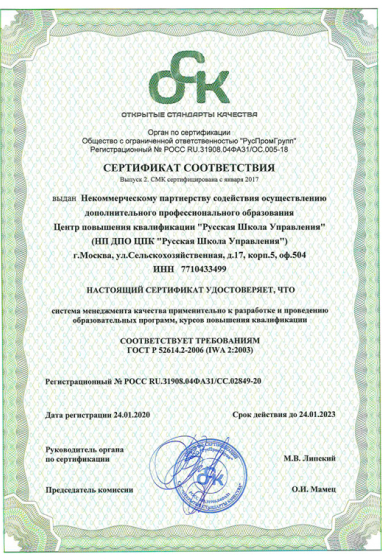 ОСК
ОТКРЫТЫЕ СТАНДАРТЫ КАЧЕСТВА
Орган по сертификации
Общество с ограниченной ответственностью "РусПромГрупп"
Регистрационный № РОСС RU.31908.04ФАЗ1/ОС.005-18
СЕРТИФИКАТ СООТВЕТСТВИЯ
Выпуск 2. СМК сертифицирована с января 2017
выдан Некоммерческому партнерству содействия осуществлению
дополнительного профессионального образования
Центр повышения квалификации "Русская Школа Управления"
(НП ДПО ЦПК "Русская Школа Управления")
г.Москва, ул.Сельскохозяйственная, д.17, корп.5, оф.504
ИНН 7710433499
НАСТОЯЩИЙ СЕРТИФИКАТ УДОСТОВЕРЯЕТ, ЧТО
система менеджмента качества применительно к разработке и проведению
образовательных программ, курсов повышения квалификации
СООТВЕТСТВУЕТ ТРЕБОВАНИЯМ
ГОСТ Р 52614.2-2006 (IWA 2:2003)
Регистрационный № РОСС RU.31908.04ФАЗ1/СС.02849-20
Дата регистрации 24.01.2020 Срок действия до 24.01.2023
Руководитель органа
по сертификации М.В. Липский
Председатель комиссии О.И. Мамец
ОСК